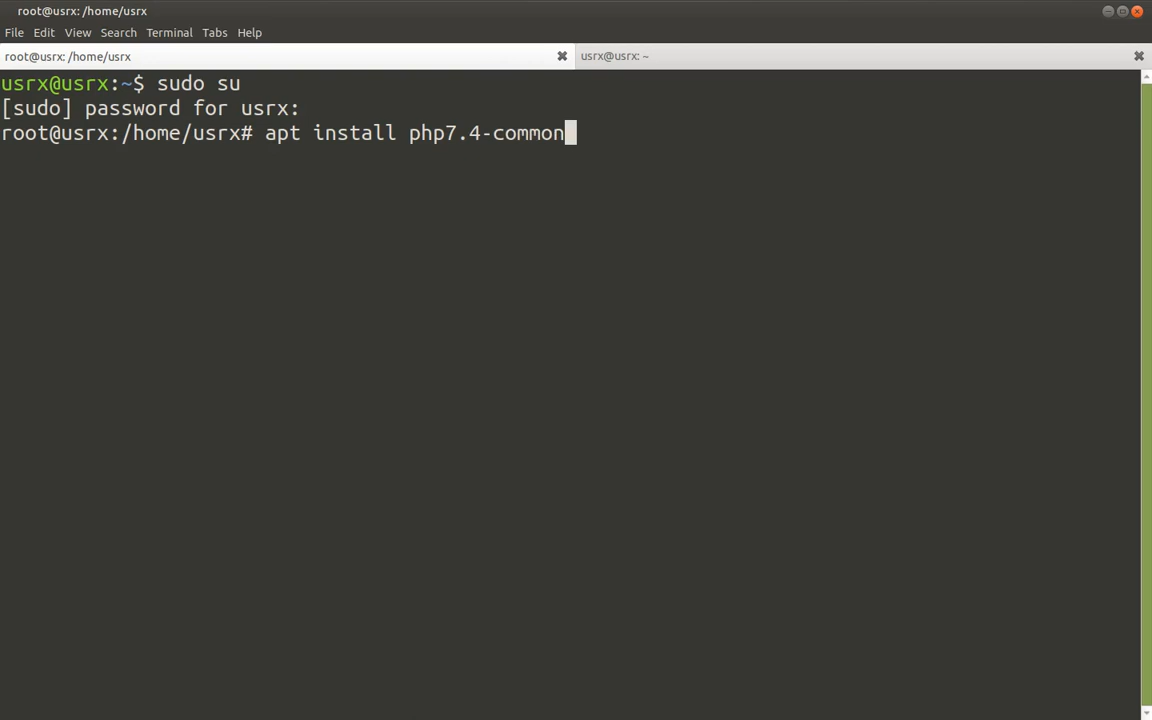 root@usrx: /home/usrx
File Edit View Search Terminal Tabs Help
root@usrx: /home/usrx
usrx@usrx: ~
usrx@usrx:~$ sudo su
[sudo] password for usrx:
root@usrx:/home/usrx# apt install php7.4-common